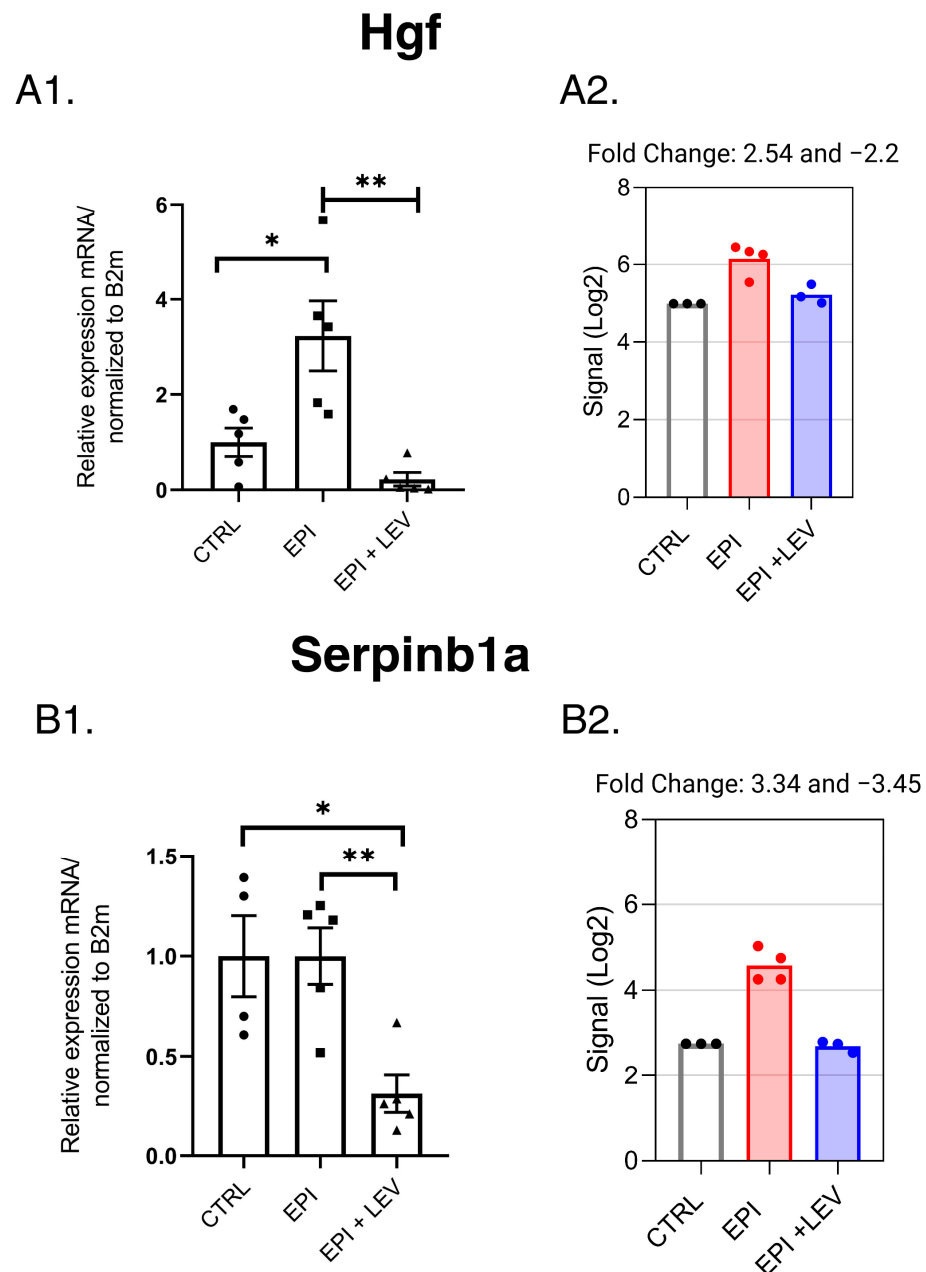 Hgf
A1.
A2.
Fold Change: 2.54 and −2.2
Relative expression mRNA/
normalized to B2m
6
4
2
0
*
**
CTRL
EPI
EPI + LEV
Signal (Log2)
8
6
4
2
0
CTRL
EPI
EPI +LEV
Serpinb1a
B1.
B2.
Fold Change: 3.34 and −3.45
Relative expression mRNA/
normalized to B2m
1.5
1.0
0.5
0.0
*
**
CTRL
EPI
EPI + LEV
Signal (Log2)
8
6
4
2
0
CTRL
EPI
EPI +LEV